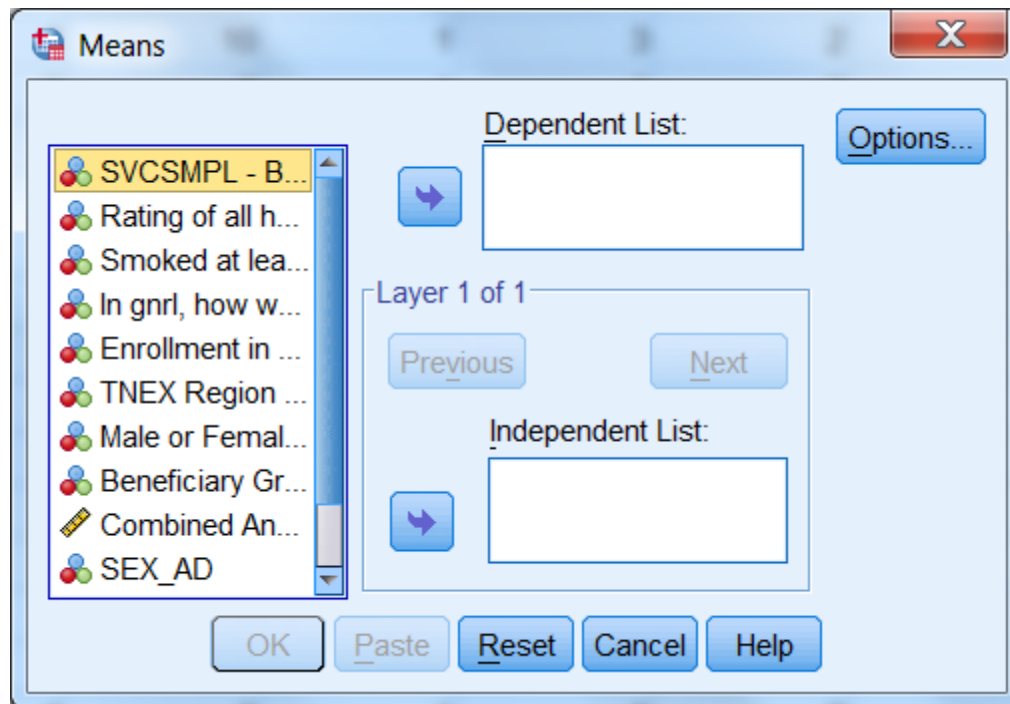 Means
Dependent List:
Options...
SVCSMPL - B...
Rating of all h...
Smoked at lea...
In gnrl, how w...
Enrollment in ...
TNEX Region ...
Male or Femal...
Beneficiary Gr...
Combined An...
SEX_AD
Layer 1 of 1
Previous
Next
Independent List:
OK
Paste
Reset
Cancel
Help